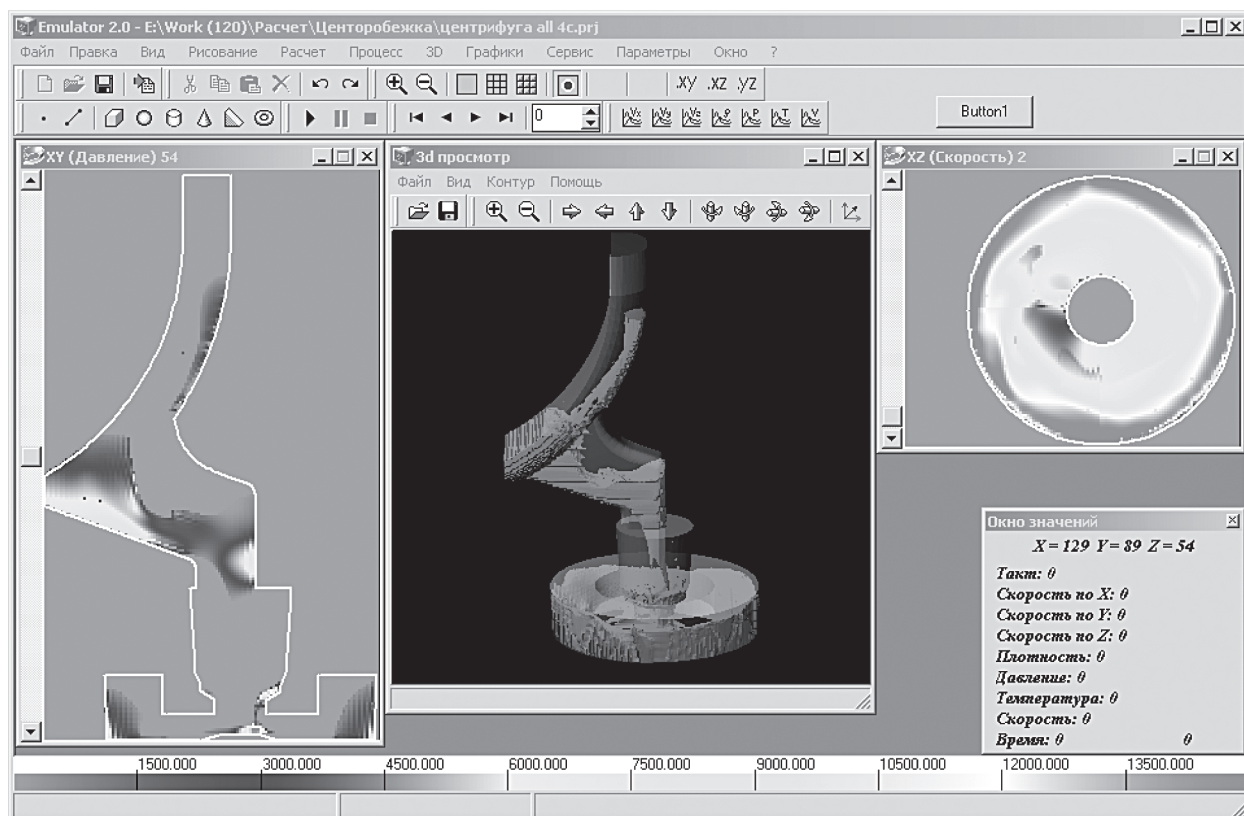 Emulator 2.0 - E:\Work (120)\Расчет\Центоробежка\центрифуга all 4c.prj
Файл Правка Вид Рисование Расчет Процесс 3D Графики Сервис Параметры Окно ?
.XY .XZ .YZ
0
Button1
XY (Давление) 54
3d просмотр
Файл Вид Контур Помощь
XZ (Скорость) 2
Окно значений
X = 129 Y = 89 Z = 54
Такт: 0
Скорость по X: 0
Скорость по Y: 0
Скорость по Z: 0
Плотность: 0
Давление: 0
Температура: 0
Скорость: 0
Время: 0 0
1500.000 3000.000 4500.000 6000.000 7500.000 9000.000 10500.000 12000.000 13500.000